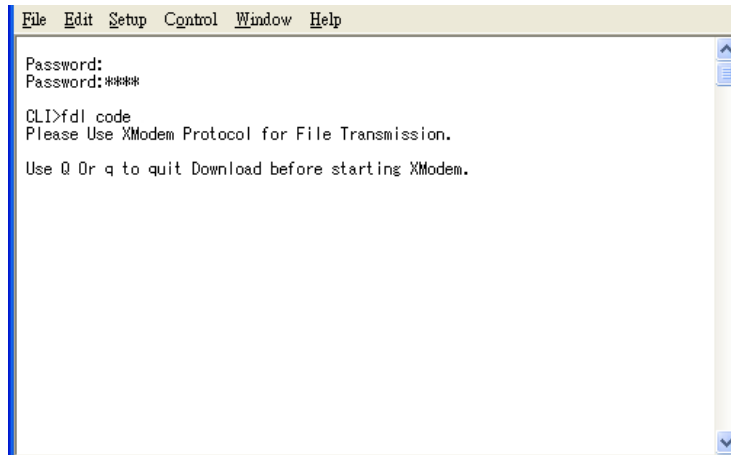 File Edit Setup Control Window Help
Password:
Password:****
CLI>fdl code
Please Use XModem Protocol for File Transmission.
Use Q Or q to quit Download before starting XModem.